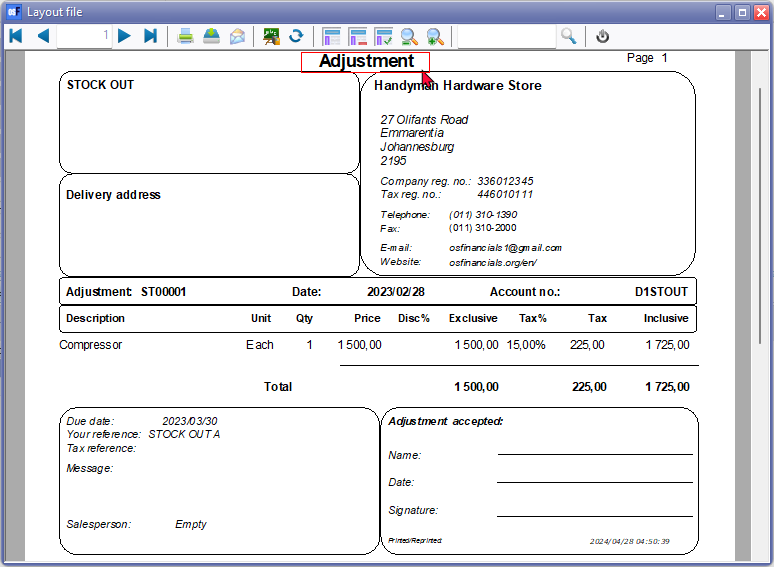 Layout file
1
Adjustment
Page 1
STOCK OUT
Handyman Hardware Store
27 Olifants Road
Emmarentia
Johannesburg
2195
Company reg. no.: 336012345
Tax reg. no.: 446010111
Delivery address
Telephone: (011) 310-1390
Fax: (011) 310-2000
E-mail: osfinancials1@gmail.com
Website: osfinancials.org/en/
Adjustment: ST00001 Date: 2023/02/28 Account no.: D1STOUT
Description Unit Qty Price Disc% Exclusive Tax% Tax Inclusive
Compressor Each 1 1 500,00 1 500,00 15,00% 225,00 1 725,00
Total 1 500,00 225,00 1 725,00
Due date: 2023/03/30
Your reference: STOCK OUT A
Tax reference:
Message:
Salesperson: Empty
Adjustment accepted:
Name:
Date:
Signature:
Printed/Reprinted: 2024/04/28 04:50:39